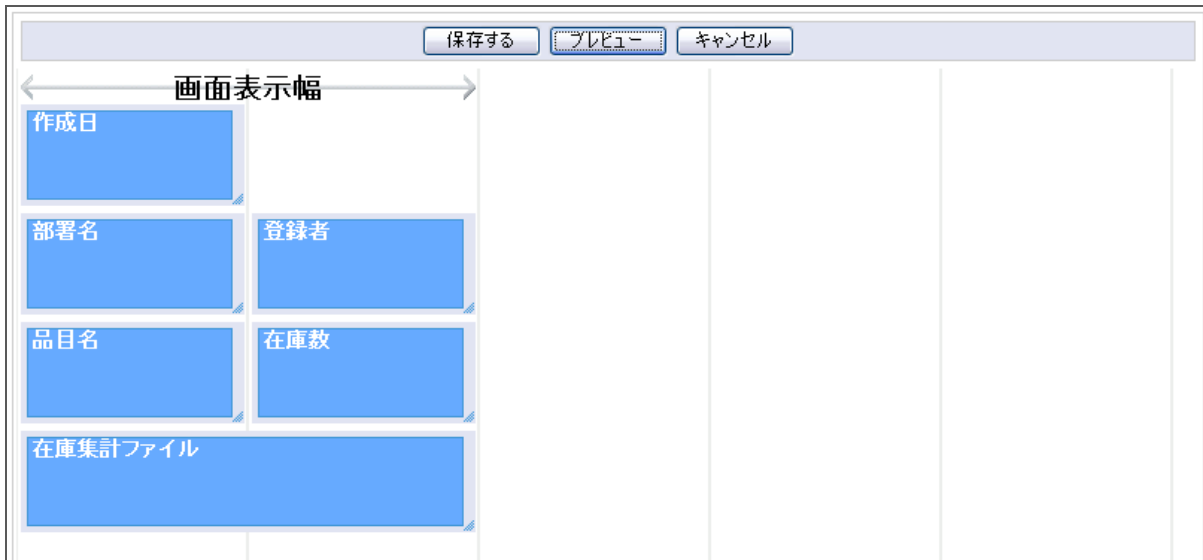 保存する プレビュー キャンセル
画面表示幅
作成日
部署名 登録者
品目名 在庫数
在庫集計ファイル